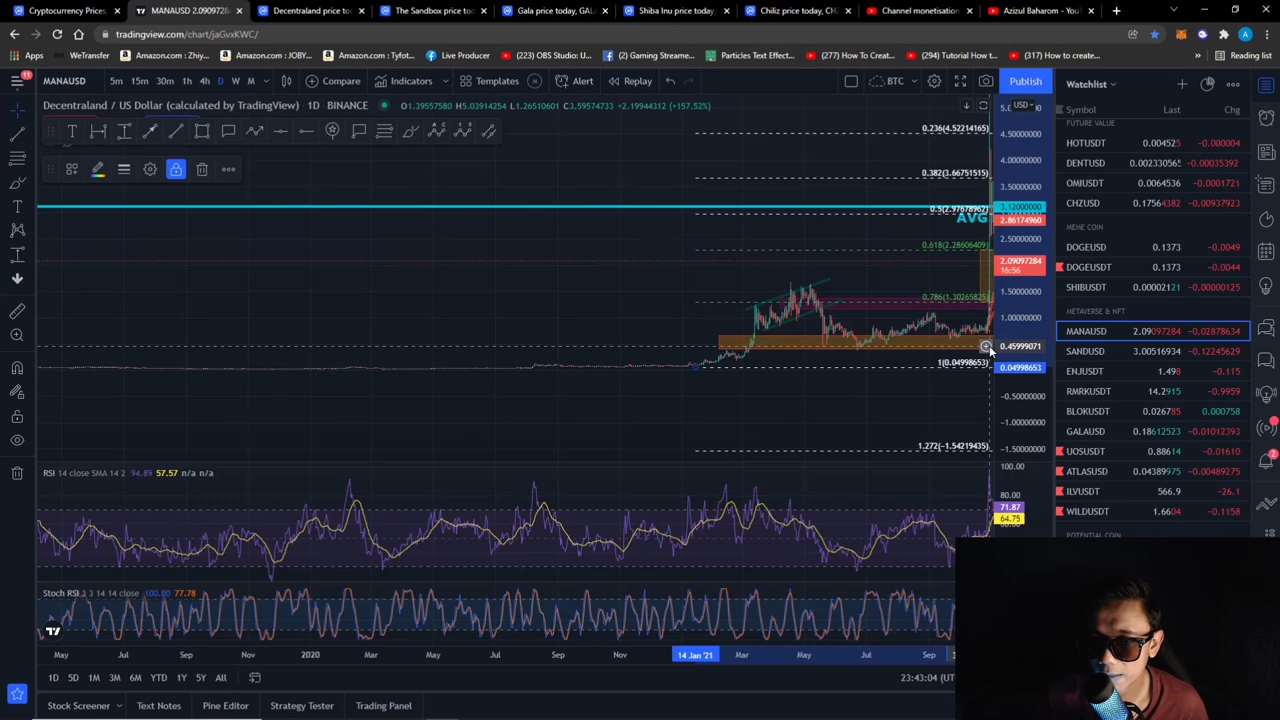 Cryptocurrency Prices,
MANAUSD 2.0909728
Decentraland price to
The Sandbox price tod
Gala price today, GAL
Shiba Inu price today,
Chiliz price today, CH
Channel monetisation
Azizul Baharom - You
tradingview.com/chart/jaGvxKWC/
Apps
WeTransfer
Amazon.com : Zhiy...
Amazon.com : JOBY...
Amazon.com : Tyfot...
Live Producer
(223) OBS Studio: U...
(2) Gaming Streame...
Particles Text Effect...
(277) How To Creat...
(294) Tutorial How t...
(317) How to create...
Reading list
11
MANAUSD
5m 15m 30m 1h 4h D W M
Compare
Indicators
Templates
Alert
Replay
BTC
Publish
Decentraland / US Dollar (calculated by TradingView) 1D BINANCE
O1.39557580 H5.03914254 L1.26510601 C3.59574733 +2.19944312 (+157.52%)
USD
0.236(4.52214165)
4.50000000
4.00000000
0.382(3.66751515)
3.50000000
3.12000000
0.5(2.97678962)
AVG
2.86174960
2.50000000
0.618(2.28606409)
2.09097284
16:56
1.50000000
0.786(1.30265825)
1.00000000
0.45999071
1(0.04998653)
0.04998653
−0.50000000
−1.00000000
1.272(−1.54219435)
−1.50000000
RSI 14 close SMA 14 2 94.89 57.57 n/a n/a
100.00
80.00
71.87
64.75
Stoch RSI 3 3 14 14 close 100.00 77.78
May Jul Sep Nov 2020 Mar May Jul Sep Nov 14 Jan '21 Mar May Jul Sep
1D 5D 1M 3M 6M YTD 1Y 5Y All
23:43:04 (UT
Stock Screener
Text Notes
Pine Editor
Strategy Tester
Trading Panel
Watchlist
Symbol Last Chg
FUTURE VALUE
HOTUSDT 0.004525 −0.000004
DENTUSD 0.002330565 −0.00035392
OMIUSDT 0.0064536 −0.0001721
CHZUSD 0.17564382 −0.00937923
MEME COIN
DOGEUSD 0.1373 −0.0049
DOGEUSDT 0.1373 −0.0044
SHIBUSDT 0.00002121 −0.00000125
METAVERSE & NFT
MANAUSD 2.09097284 −0.02878634
SANDUSD 3.00516934 −0.12245629
ENJUSDT 1.498 −0.115
RMRKUSDT 14.2915 −0.9959
BLOKUSDT 0.026785 0.000758
GALAUSD 0.18612523 −0.01012393
UOSUSDT 0.88614 −0.01610
ATLASUSD 0.04389975 −0.00489275
ILVUSDT 566.9 −26.1
WILDUSDT 1.6604 −0.1158
POTENTIAL COIN
2